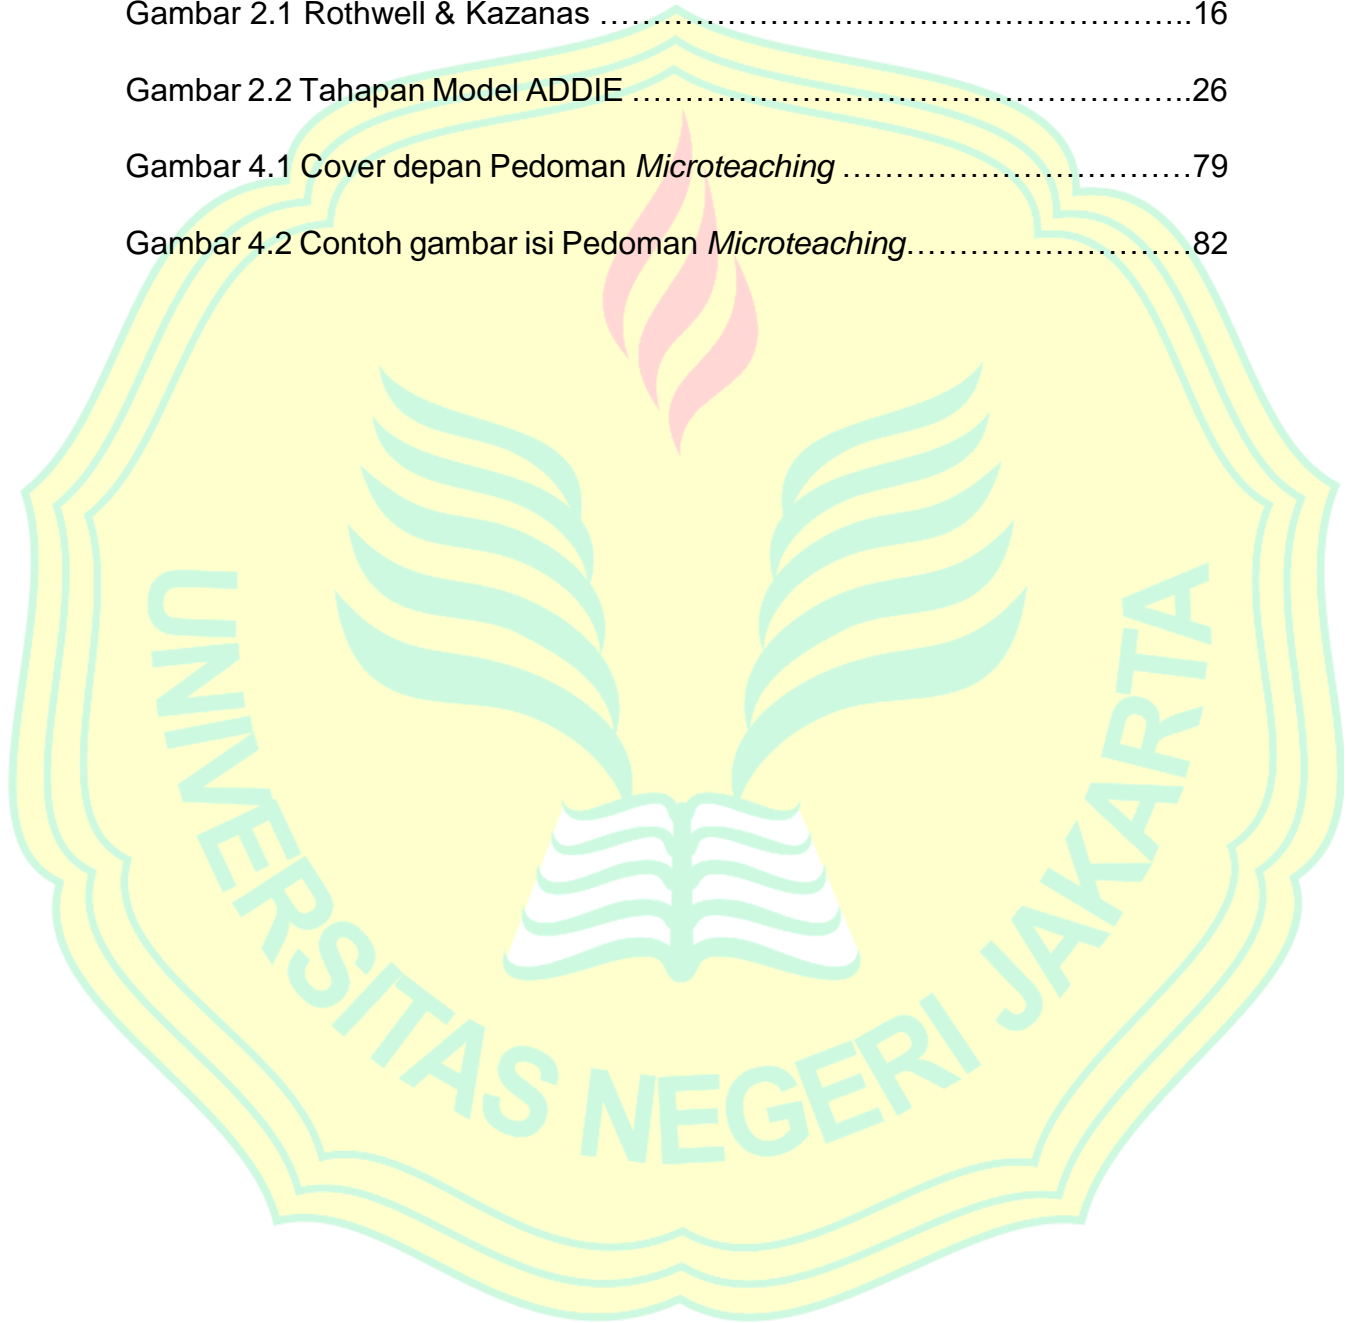 Gambar 2.1 Rothwell & Kazanas ………………………………………………..16
Gambar 2.2 Tahapan Model ADDIE ……………………………………………..26
Gambar 4.1 Cover depan Pedoman Microteaching ……………………………79
Gambar 4.2 Contoh gambar isi Pedoman Microteaching………………………82
UNIVERSITAS NEGERI JAKARTA